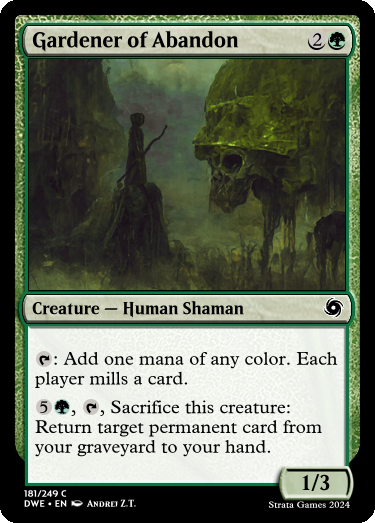 Gardener of Abandon 2
Creature — Human Shaman
: Add one mana of any color. Each
player mills a card.
5 , , Sacrifice this creature:
Return target permanent card from
your graveyard to your hand.
1/3
181/249 C
DWE • EN Andrej Z.T.
Strata Games 2024